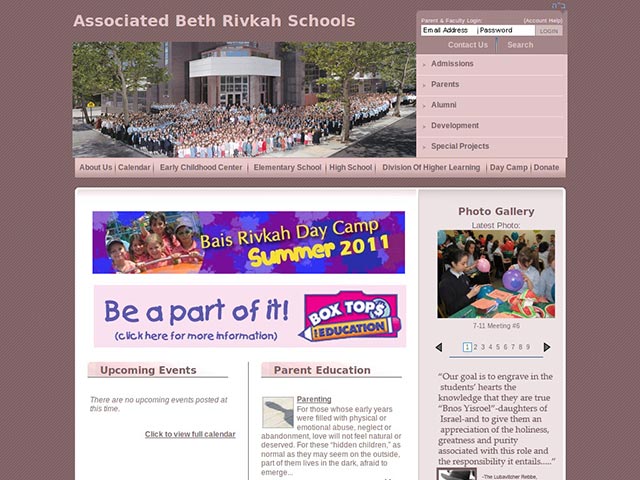 Associated Beth Rivkah Schools
Parent & Faculty Login: (Account Help)
Email Address Password LOGIN
Contact Us Search
Admissions
Parents
Alumni
Development
Special Projects
About Us | Calendar | Early Childhood Center | Elementary School | High School | Division Of Higher Learning | Day Camp | Donate
Bais Rivkah Day Camp
Summer 2011
Be a part of it!
(click here for more information)
BOX TOPS
FOR EDUCATION
Upcoming Events
There are no upcoming events posted at
this time.
Click to view full calendar
Parent Education
Parenting
For those whose early years
were filled with physical or
emotional abuse, neglect or
abandonment, love will not feel natural or
deserved. For these “hidden children,” as
normal as they may seem on the outside,
part of them lives in the dark, afraid to
emerge...
Mo
Photo Gallery
Latest Photo:
7-11 Meeting #6
1 2 3 4 5 6 7 8 9
“Our goal is to engrave in the
students’ hearts the
knowledge that they are true
“Bnos Yisroel”-daughters of
Israel-and to give them an
appreciation of the holiness,
greatness and purity
associated with this role and
the responsibility it entails.....”
-The Lubavitcher Rebbe,